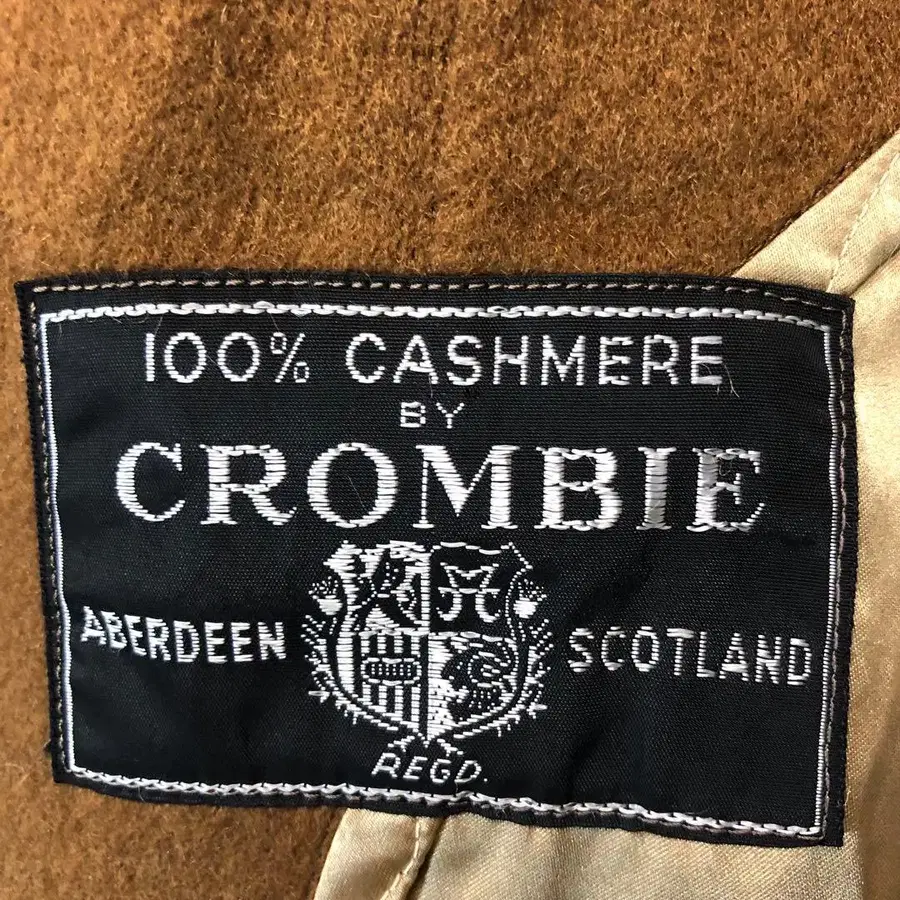 100% CASHMERE
BY
CROMBIE
ABERDEEN SCOTLAND
REGD.